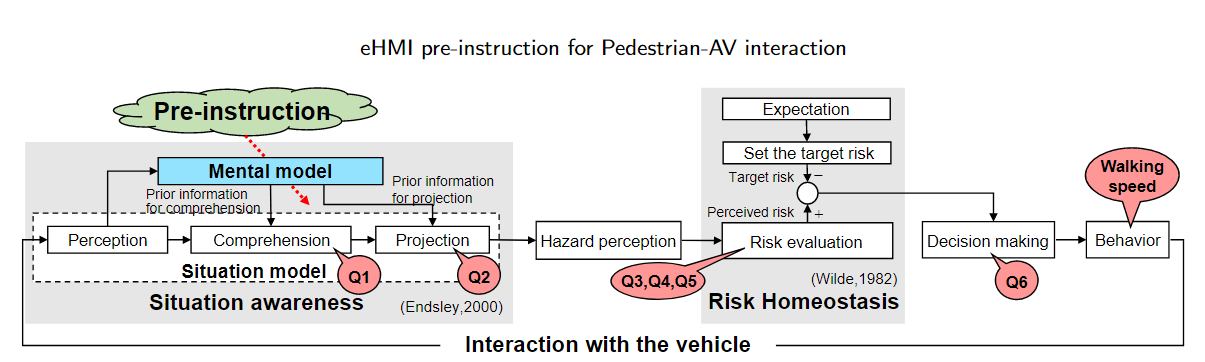 eHMI pre-instruction for Pedestrian-AV interaction
Pre-instruction
Mental model
Prior information
for comprehension
Prior information
for projection
Perception
Comprehension
Projection
Situation model
Q1
Q2
Situation awareness
(Endsley,2000)
Hazard perception
Expectation
Set the target risk
Target risk
−
Perceived risk
+
Risk evaluation
Q3,Q4,Q5
(Wilde,1982)
Risk Homeostasis
Decision making
Q6
Walking
speed
Behavior
Interaction with the vehicle